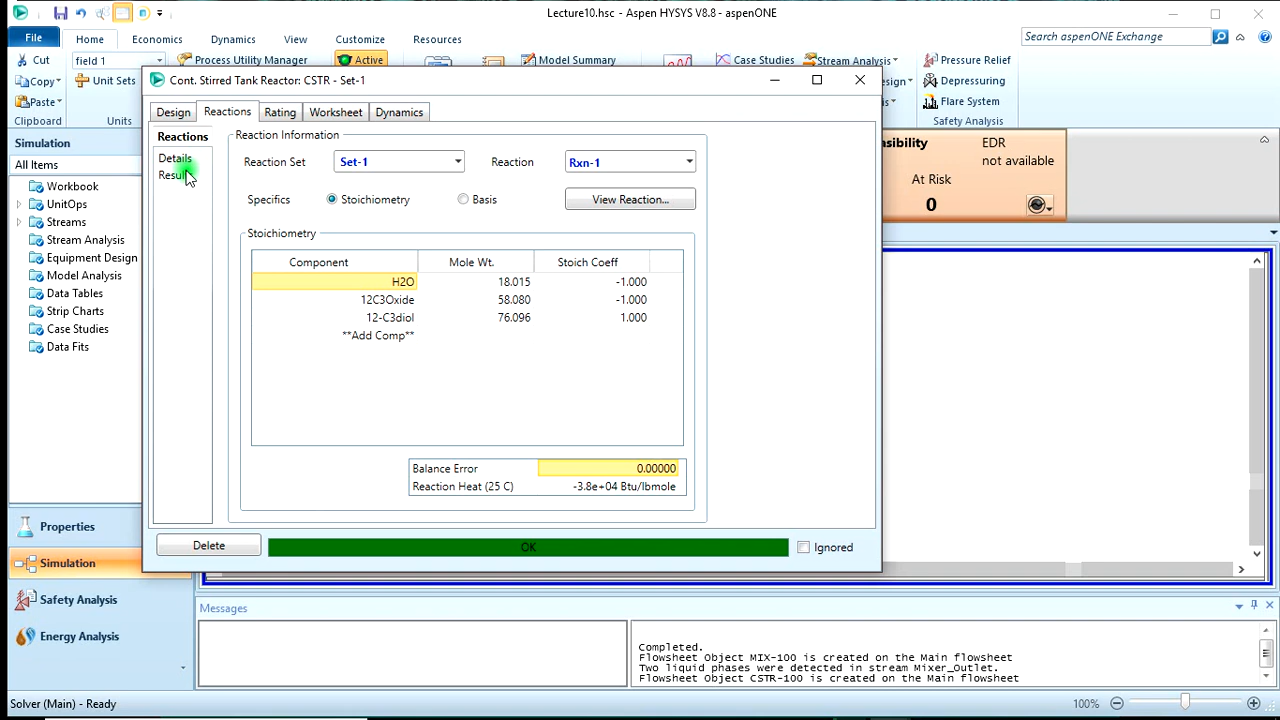 Lecture10.hsc - Aspen HYSYS V8.8 - aspenONE
File Home Economics Dynamics View Customize Resources
Search aspenONE Exchange
Cut
Copy
Paste
Clipboard
field 1
Unit Sets
Units
Process Utility Manager
Active
Model Summary
Case Studies
Stream Analysis
Pressure Relief
Depressuring
Flare System
Safety Analysis
Simulation
All Items
Workbook
UnitOps
Streams
Stream Analysis
Equipment Design
Model Analysis
Data Tables
Strip Charts
Case Studies
Data Fits
Properties
Simulation
Safety Analysis
Energy Analysis
EDR
not available
At Risk
0
Cont. Stirred Tank Reactor: CSTR - Set-1
Design Reactions Rating Worksheet Dynamics
Reactions
Details
Reaction Information
Reaction Set Set-1 Reaction Rxn-1
Specifics Stoichiometry Basis View Reaction...
Stoichiometry
Component Mole Wt. Stoich Coeff
H2O 18.015 -1.000
12C3Oxide 58.080 -1.000
12-C3diol 76.096 1.000
**Add Comp**
Balance Error 0.00000
Reaction Heat (25 C) -3.8e+04 Btu/lbmole
Delete OK Ignored
Messages
Completed.
Flowsheet Object MIX-100 is created on the Main flowsheet
Two liquid phases were detected in stream Mixer_Outlet.
Flowsheet Object CSTR-100 is created on the Main flowsheet
Solver (Main) - Ready
100%